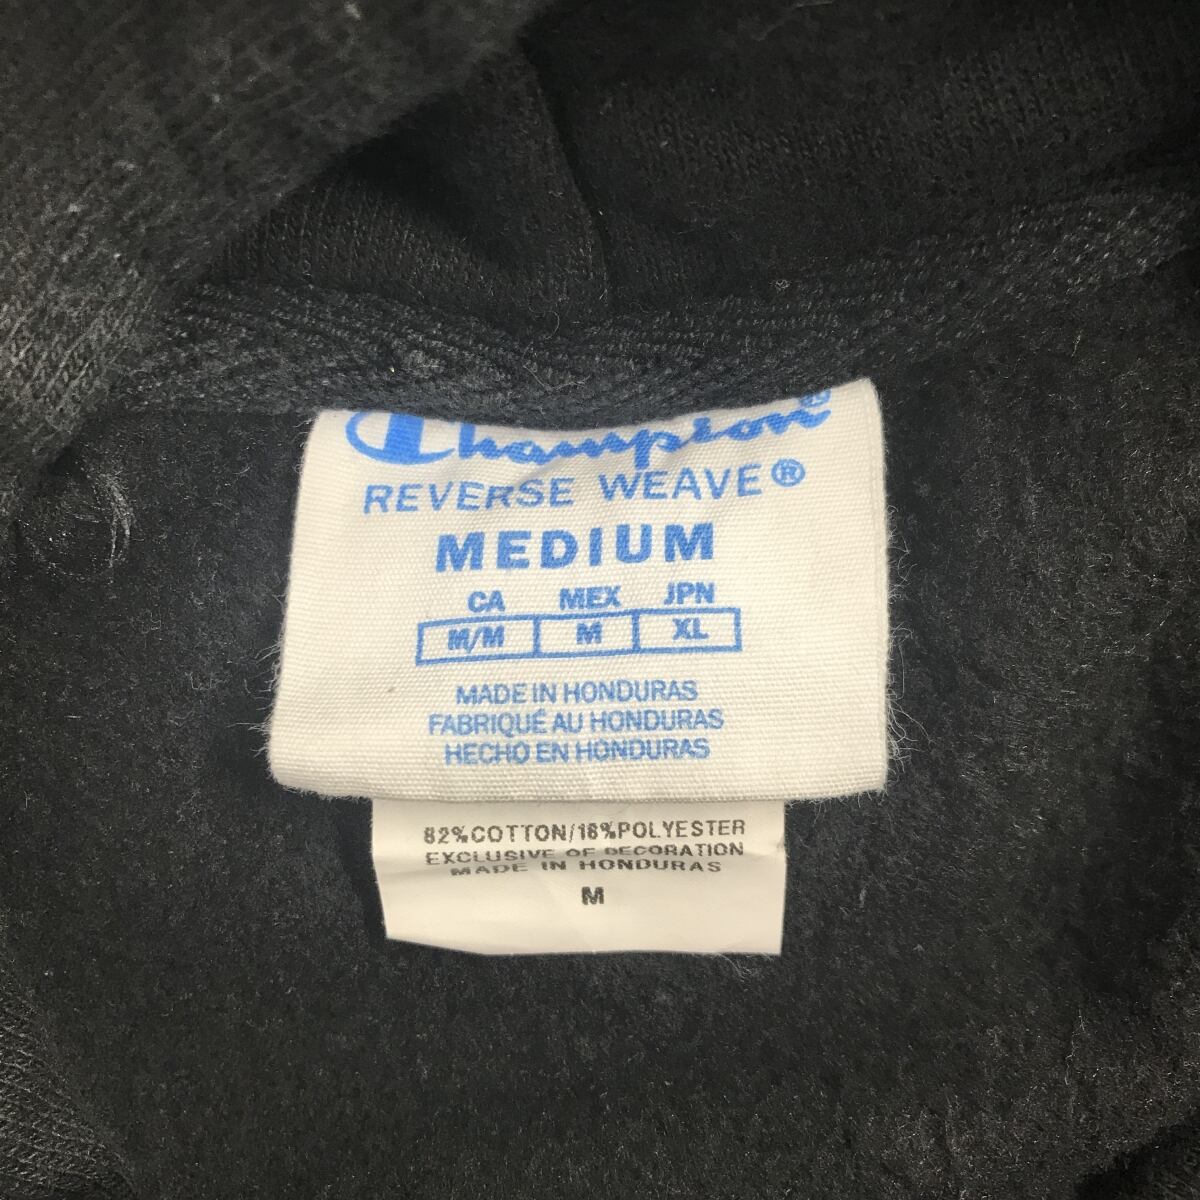 Champion®
REVERSE WEAVE®
MEDIUM
CA MEX JPN
M/M M XL
MADE IN HONDURAS
FABRIQUÉ AU HONDURAS
HECHO EN HONDURAS
82%COTTON/18%POLYESTER
EXCLUSIVE OF DECORATION
MADE IN HONDURAS
M